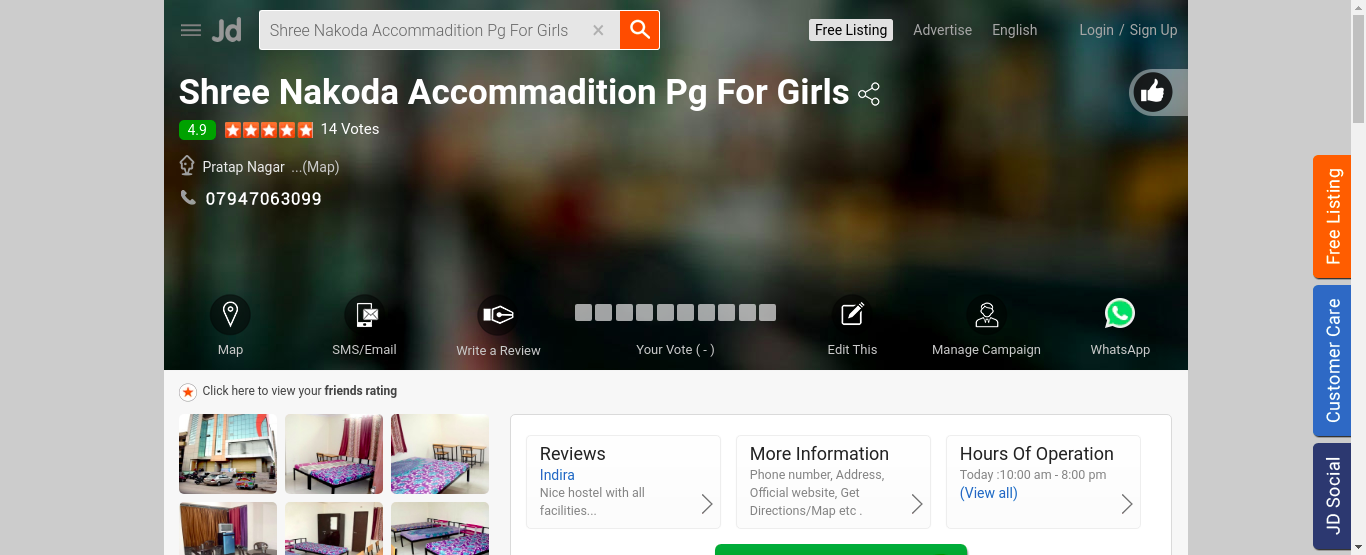 Jd
Shree Nakoda Accommadition Pg For Girls
Free Listing
Advertise
English
Login / Sign Up
Shree Nakoda Accommadition Pg For Girls
4.9
14 Votes
Pratap Nagar ...(Map)
07947063099
Map
SMS/Email
Write a Review
Your Vote ( - )
Edit This
Manage Campaign
WhatsApp
Click here to view your friends rating
Reviews
Indira
Nice hostel with all
facilities...
More Information
Phone number, Address,
Official website, Get
Directions/Map etc .
Hours Of Operation
Today :10:00 am - 8:00 pm
(View all)
Free Listing
Customer Care
JD Social